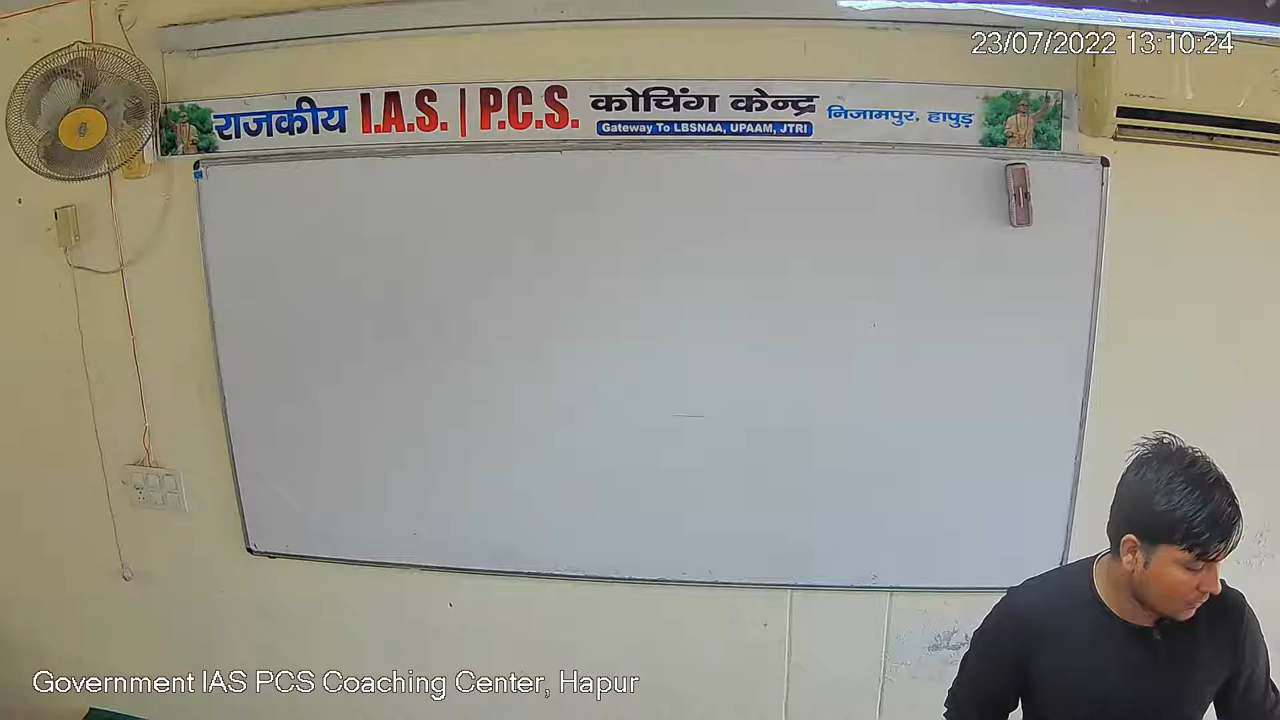 23/07/2022 13:10:24
राजकीय I.A.S. | P.C.S. कोचिंग केन्द्र निजामपुर, हापुड़
Gateway To LBSNAA, UPAAM, JTRI
Government IAS PCS Coaching Center, Hapur